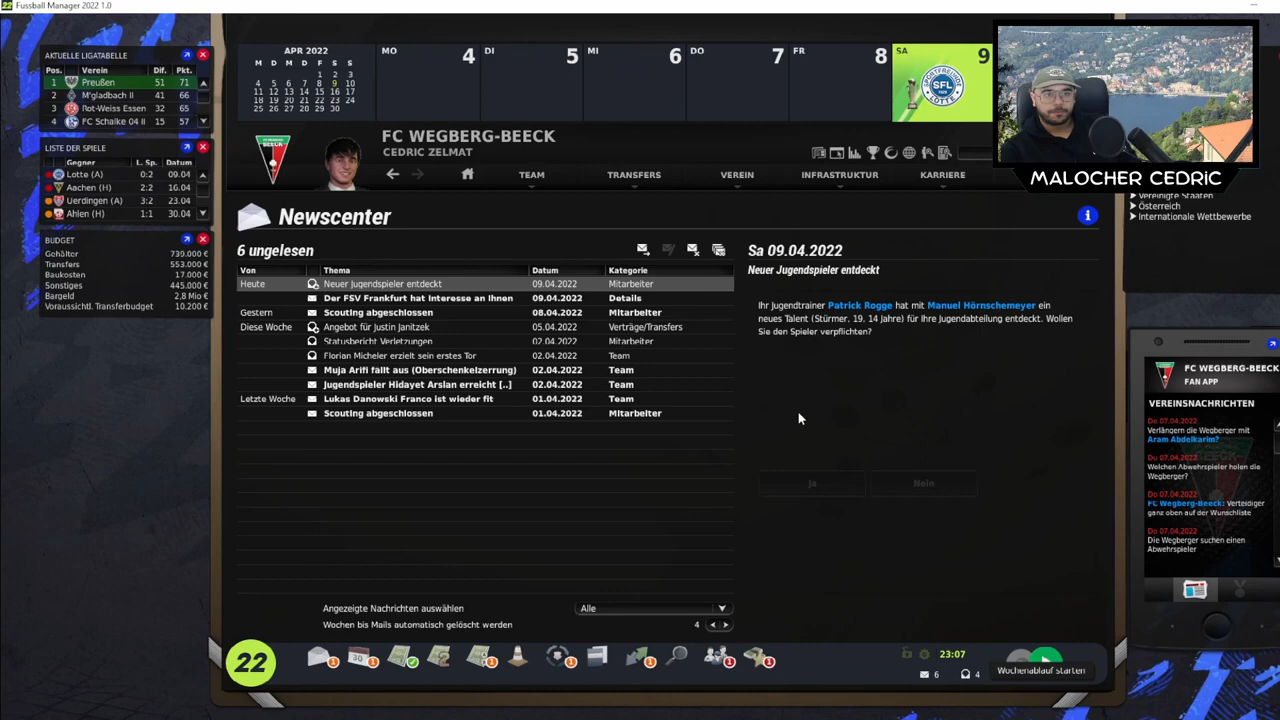 22 Fussball Manager 2022 1.0
AKTUELLE LIGATABELLE
Pos. Verein Dif. Pkt.
1 Preußen 51 71
2 M'gladbach II 41 66
3 Rot-Weiss Essen 32 65
4 FC Schalke 04 II 15 57
LISTE DER SPIELE
Gegner L. Sp. Datum
Lotte (A) 0:2 09.04
Aachen (H) 2:2 16.04
Uerdingen (A) 3:2 23.04
Ahlen (H) 1:1 30.04
BUDGET
Gehälter 739.000 €
Transfers 553.000 €
Baukosten 17.000 €
Sonstiges 445.000 €
Bargeld 2,8 Mio €
Voraussichtl. Transferbudget 10.200 €
APR 2022
M D M D F S S
1 2 3
4 5 6 7 8 9 10
11 12 13 14 15 16 17
18 19 20 21 22 23 24
25 26 27 28 29 30
MO 4
DI 5
MI 6
DO 7
FR 8
SA 9
SPORTFREUNDE
SFL
1929
LOTTE
FC WEGBERG-BEECK
CEDRIC ZELMAT
TEAM TRANSFERS VEREIN INFRASTRUKTUR KARRIERE
MALOCHER CEDRIC
Vereinigte Staaten
Österreich
Internationale Wettbewerbe
Newscenter
6 ungelesen
Von Thema Datum Kategorie
Heute Neuer Jugendspieler entdeckt 09.04.2022 Mitarbeiter
Der FSV Frankfurt hat Interesse an Ihnen 09.04.2022 Details
Gestern Scouting abgeschlossen 08.04.2022 Mitarbeiter
Diese Woche Angebot für Justin Janitzek 05.04.2022 Verträge/Transfers
Statusbericht Verletzungen 02.04.2022 Mitarbeiter
Florian Micheler erzielt sein erstes Tor 02.04.2022 Team
Muja Arifi fällt aus (Oberschenkelzerrung) 02.04.2022 Team
Jugendspieler Hidayet Arslan erreicht [..] 02.04.2022 Team
Letzte Woche Lukas Danowski Franco ist wieder fit 01.04.2022 Team
Scouting abgeschlossen 01.04.2022 Mitarbeiter
Angezeigte Nachrichten auswählen Alle
Wochen bis Mails automatisch gelöscht werden 4
Sa 09.04.2022
Neuer Jugendspieler entdeckt
Ihr Jugendtrainer Patrick Rogge hat mit Manuel Hörnschemeyer ein
neues Talent (Stürmer, 19, 14 Jahre) für Ihre Jugendabteilung entdeckt. Wollen
Sie den Spieler verpflichten?
Ja Nein
FC WEGBERG-BEECK
FAN APP
VEREINSNACHRICHTEN
Do 07.04.2022
Verlängern die Wegberger mit
Aram Abdelkarim?
Do 07.04.2022
Welchen Abwehrspieler holen die
Wegberger?
Do 07.04.2022
FC Wegberg-Beeck: Verteidiger
ganz oben auf der Wunschliste
Do 07.04.2022
Die Wegberger suchen einen
Abwehrspieler
22
1 30 1 2 1 1 1 1 1
23:07
6 4
Wochenablauf starten